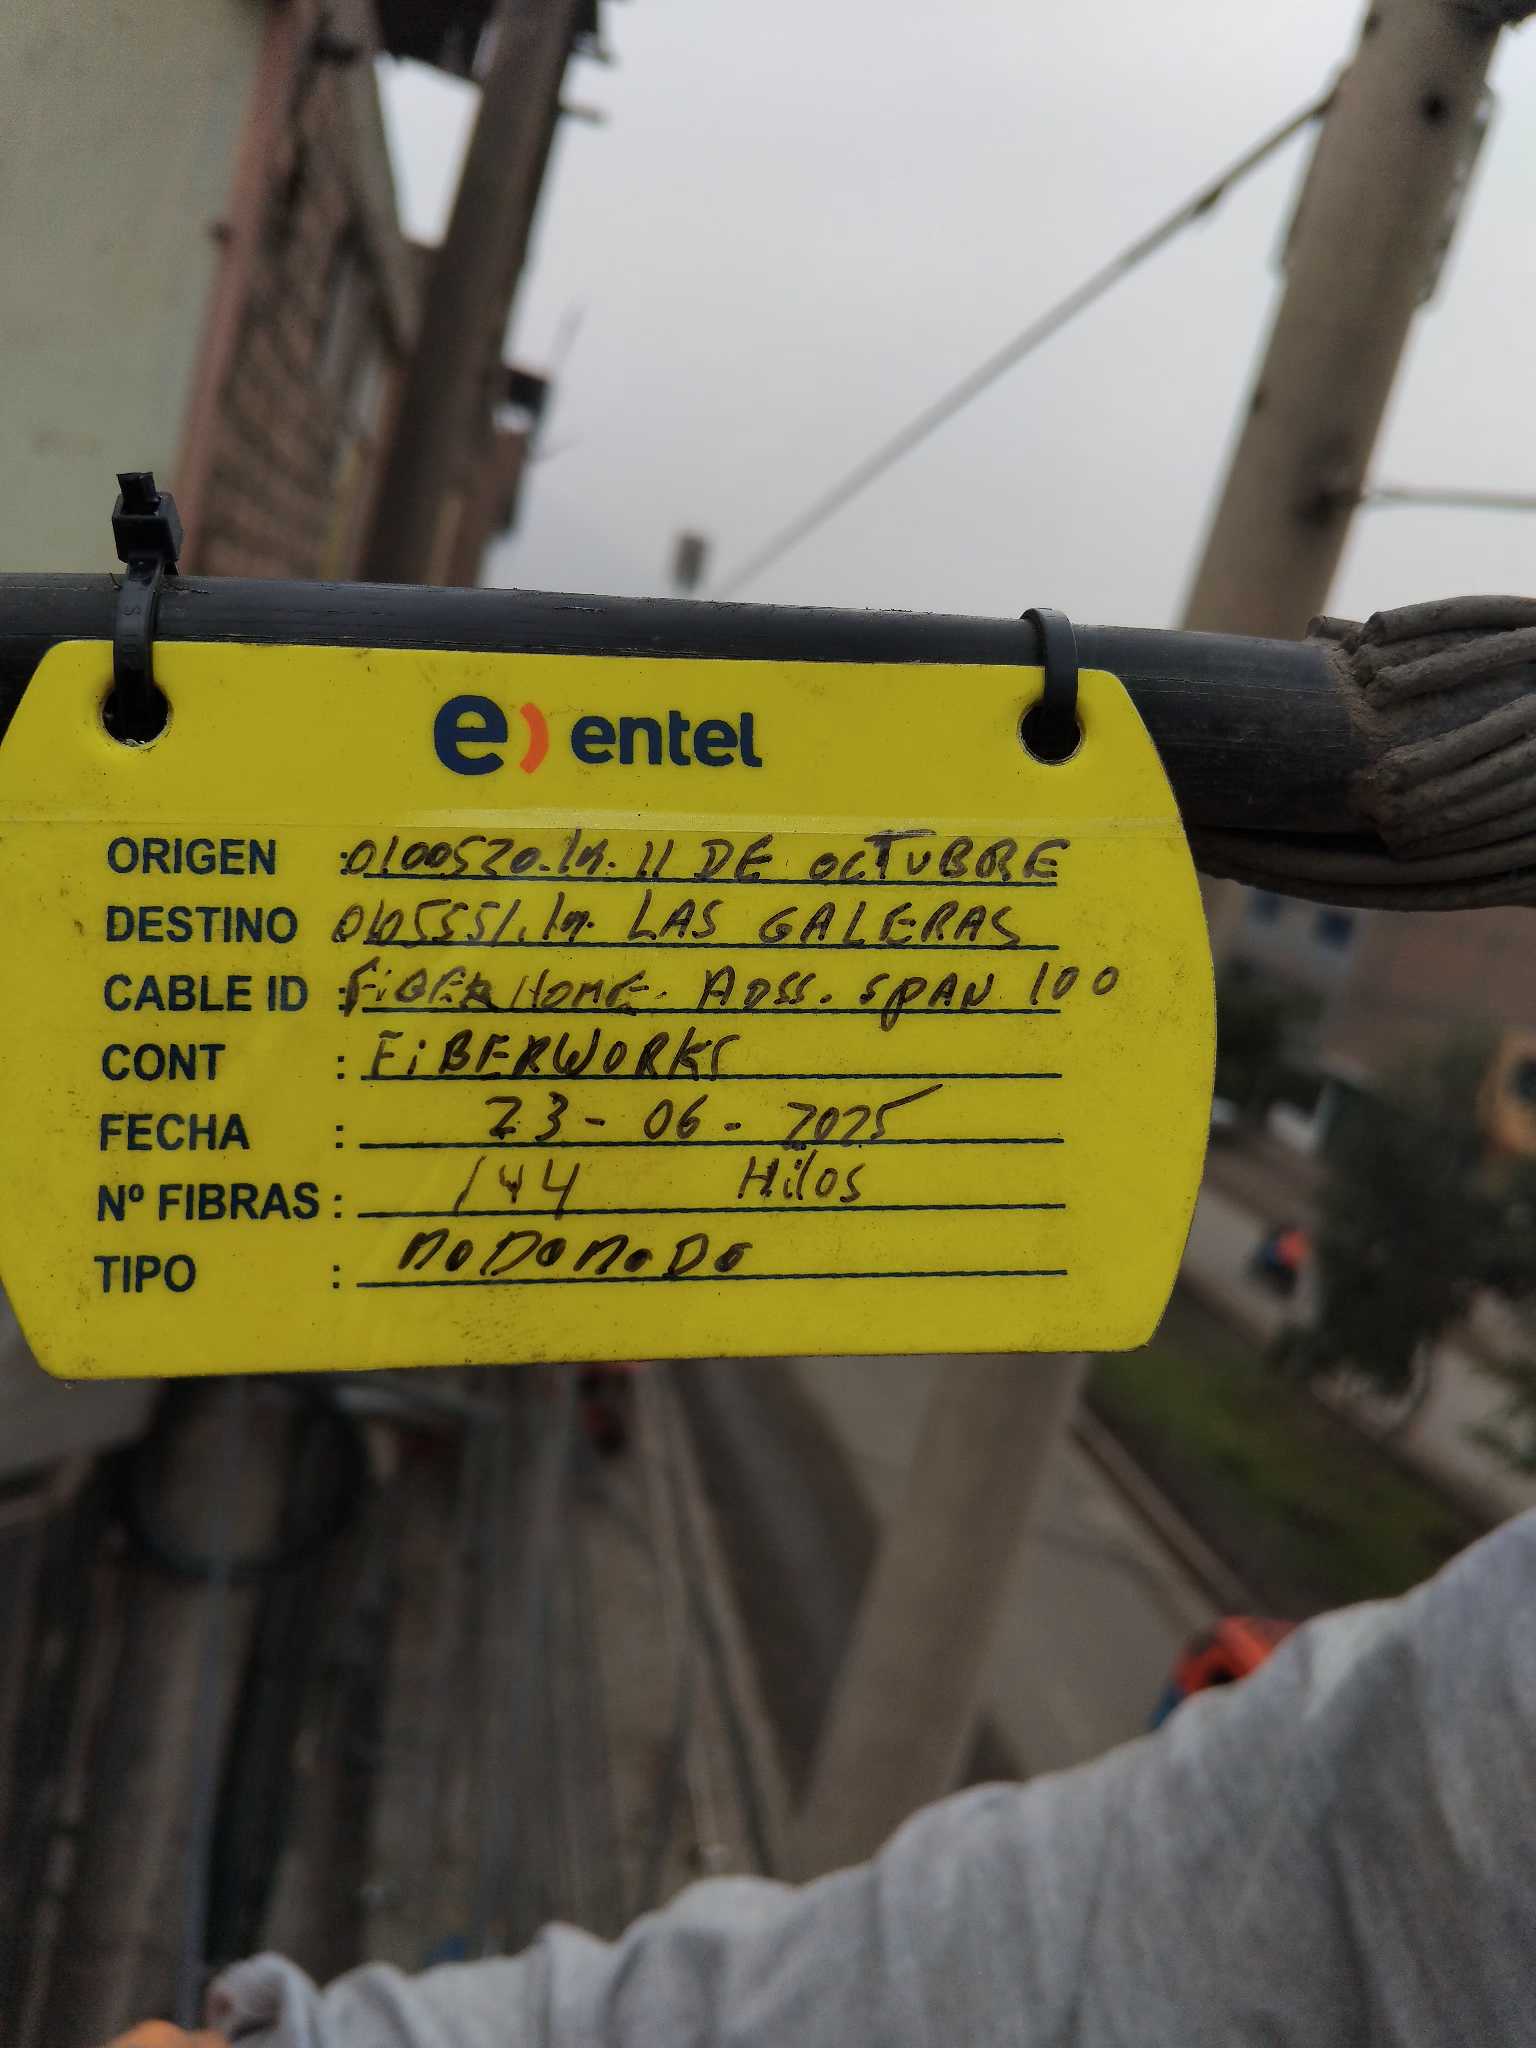 e) entel
ORIGEN : 0100520.lm. 11 DE OCTUBRE
DESTINO 0105551.lm. LAS GALERAS
CABLE ID : FiBERHOME. ADSS. SPAN 100
CONT : FiBERWORKS
FECHA : 23-06-2025
Nº FIBRAS : 144 Hilos
TIPO : NODONODO